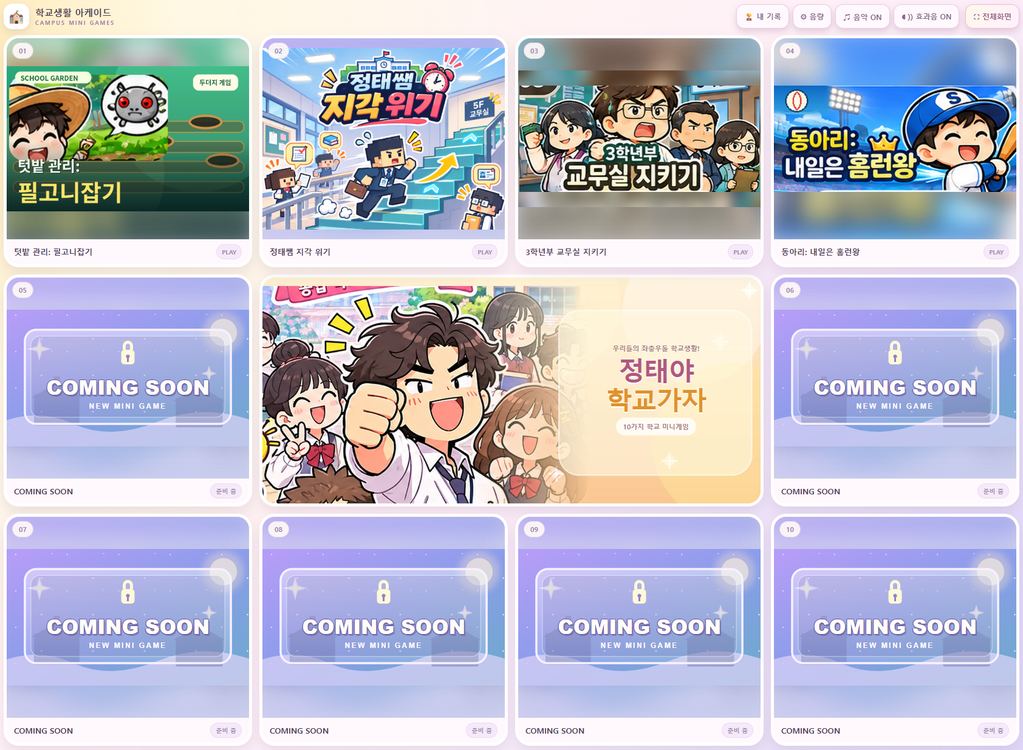 학교생활 아케이드
CAMPUS MINI GAMES
내 기록
음량
음악 ON
효과음 ON
전체화면
01
SCHOOL GARDEN
두더지 게임
텃밭 관리:
필고니잡기
텃밭 관리: 필고니잡기
PLAY
02
정태쌤
지각 위기
5F
교무실
정태쌤 지각 위기
PLAY
03
3학년부
교무실 지키기
3학년부 교무실 지키기
PLAY
04
S
동아리:
내일은 홈런왕
동아리: 내일은 홈런왕
PLAY
05
COMING SOON
NEW MINI GAME
COMING SOON
준비 중
우리들의 좌충우돌 학교생활!
정태야
학교가자
10가지 학교 미니게임
06
COMING SOON
NEW MINI GAME
COMING SOON
준비 중
07
COMING SOON
NEW MINI GAME
COMING SOON
준비 중
08
COMING SOON
NEW MINI GAME
COMING SOON
준비 중
09
COMING SOON
NEW MINI GAME
COMING SOON
준비 중
10
COMING SOON
NEW MINI GAME
COMING SOON
준비 중